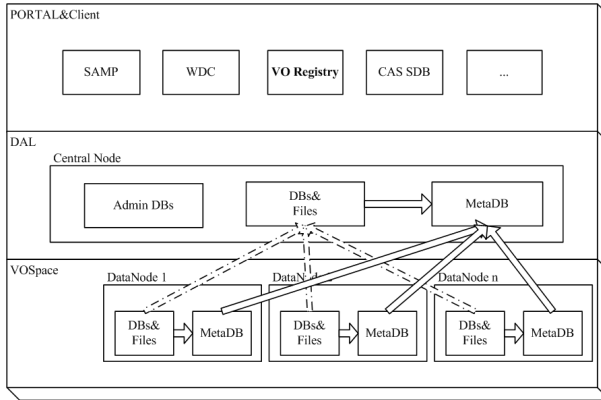 PORTAL&Client
SAMP
WDC
VO Registry
CAS SDB
...
DAL
Central Node
Admin DBs
DBs&
Files
MetaDB
VOSpace
DataNode 1
DataNode n
DBs&
Files
MetaDB
DBs&
Files
MetaDB
DBs&
Files
MetaDB